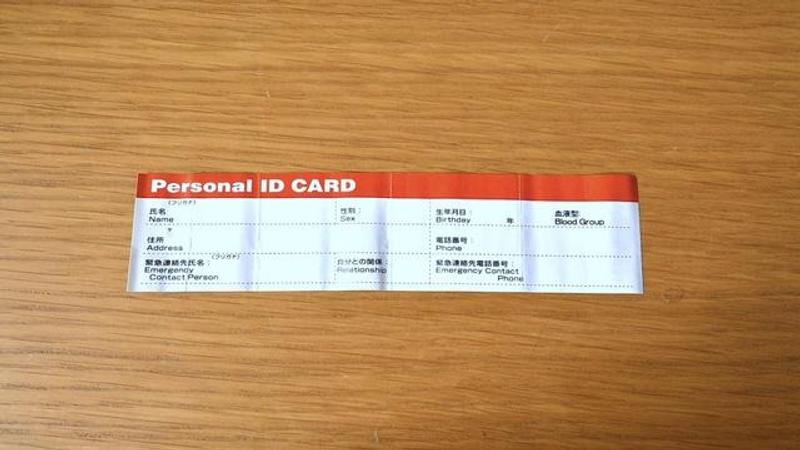 Personal ID CARD
(フリガナ)
氏名
Name
性別:
Sex
生年月日:
Birthday 年
血液型:
Blood Group
〒
住所
Address
電話番号:
Phone
(フリガナ)
緊急連絡先氏名:
Emergency
Contact Person
自分との関係:
Relationship
緊急連絡先電話番号:
Emergency Contact
Phone